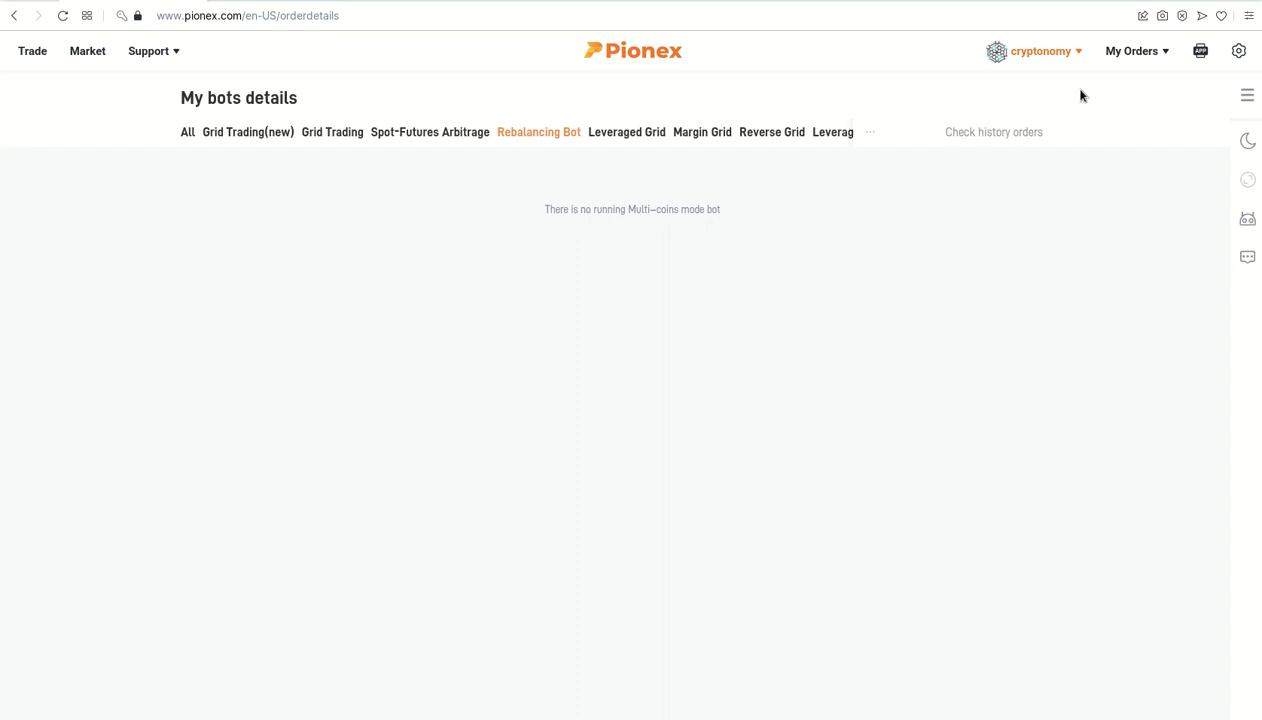 www.pionex.com/en-US/orderdetails
Trade Market Support Pionex cryptonomy My Orders APP
My bots details
All Grid Trading(new) Grid Trading Spot-Futures Arbitrage Rebalancing Bot Leveraged Grid Margin Grid Reverse Grid Leverag ... Check history orders
There is no running Multi-coins mode bot